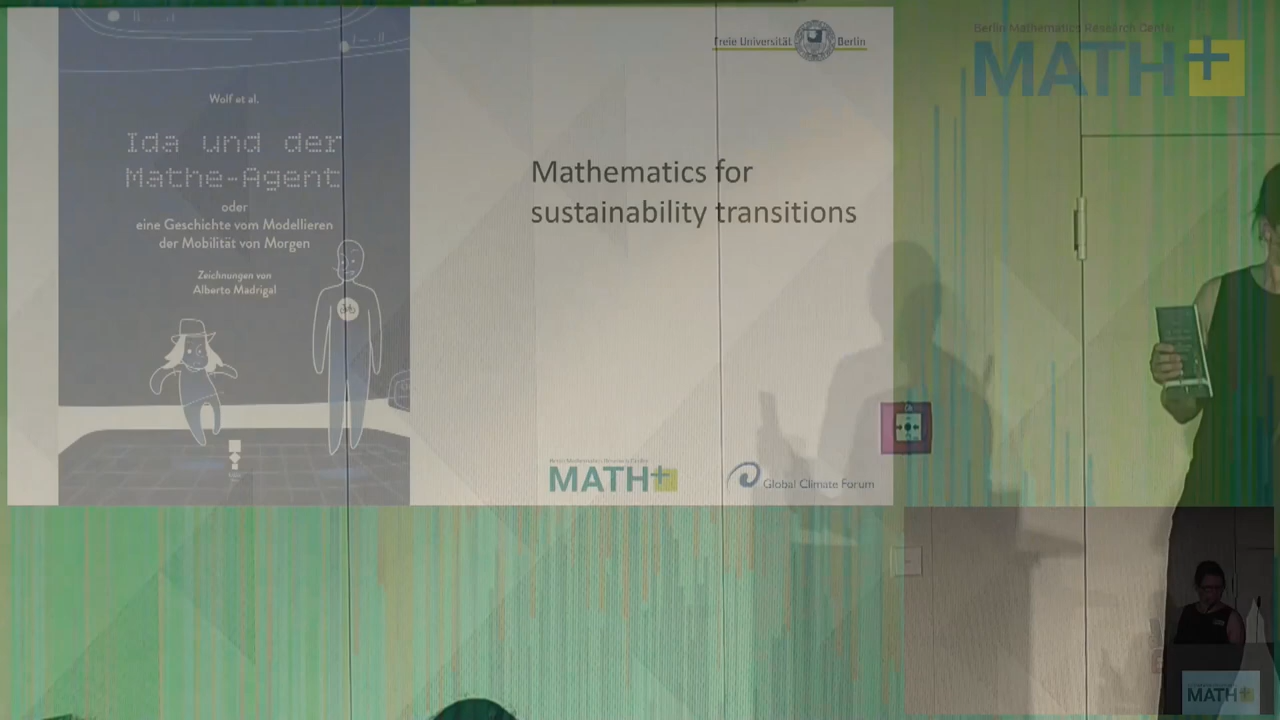 Wolf et al.
Ida und der
Mathe-Agent
oder
eine Geschichte vom Modellieren
der Mobilität von Morgen
Zeichnungen von
Alberto Madrigal
Freie Universität Berlin
Mathematics for
sustainability transitions
MATH+
Global Climate Forum
Berlin Mathematics Research Center
MATH+
MATH+